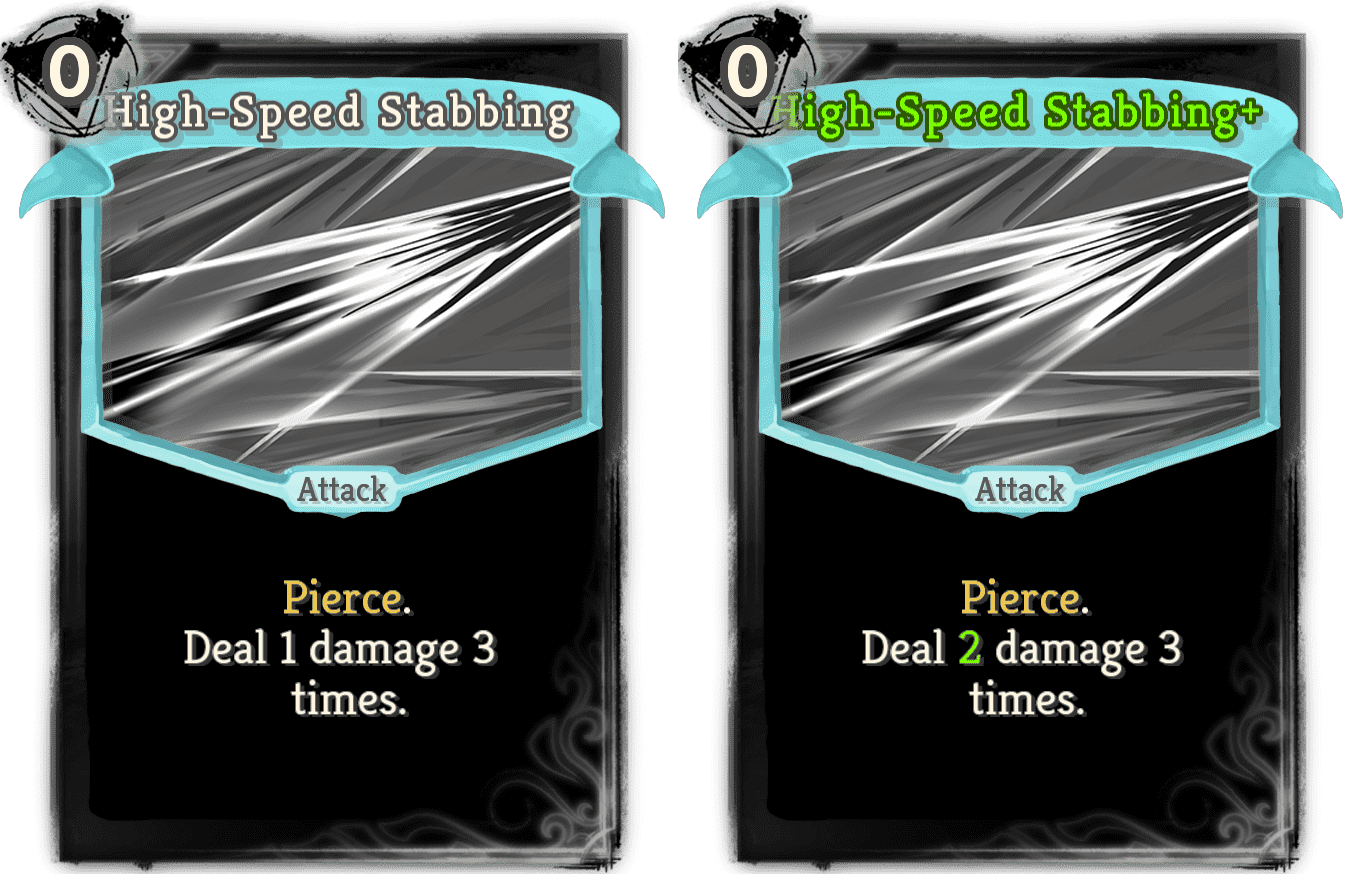 0
High-Speed Stabbing
Attack
Pierce.
Deal 1 damage 3
times.
0
High-Speed Stabbing+
Attack
Pierce.
Deal 2 damage 3
times.